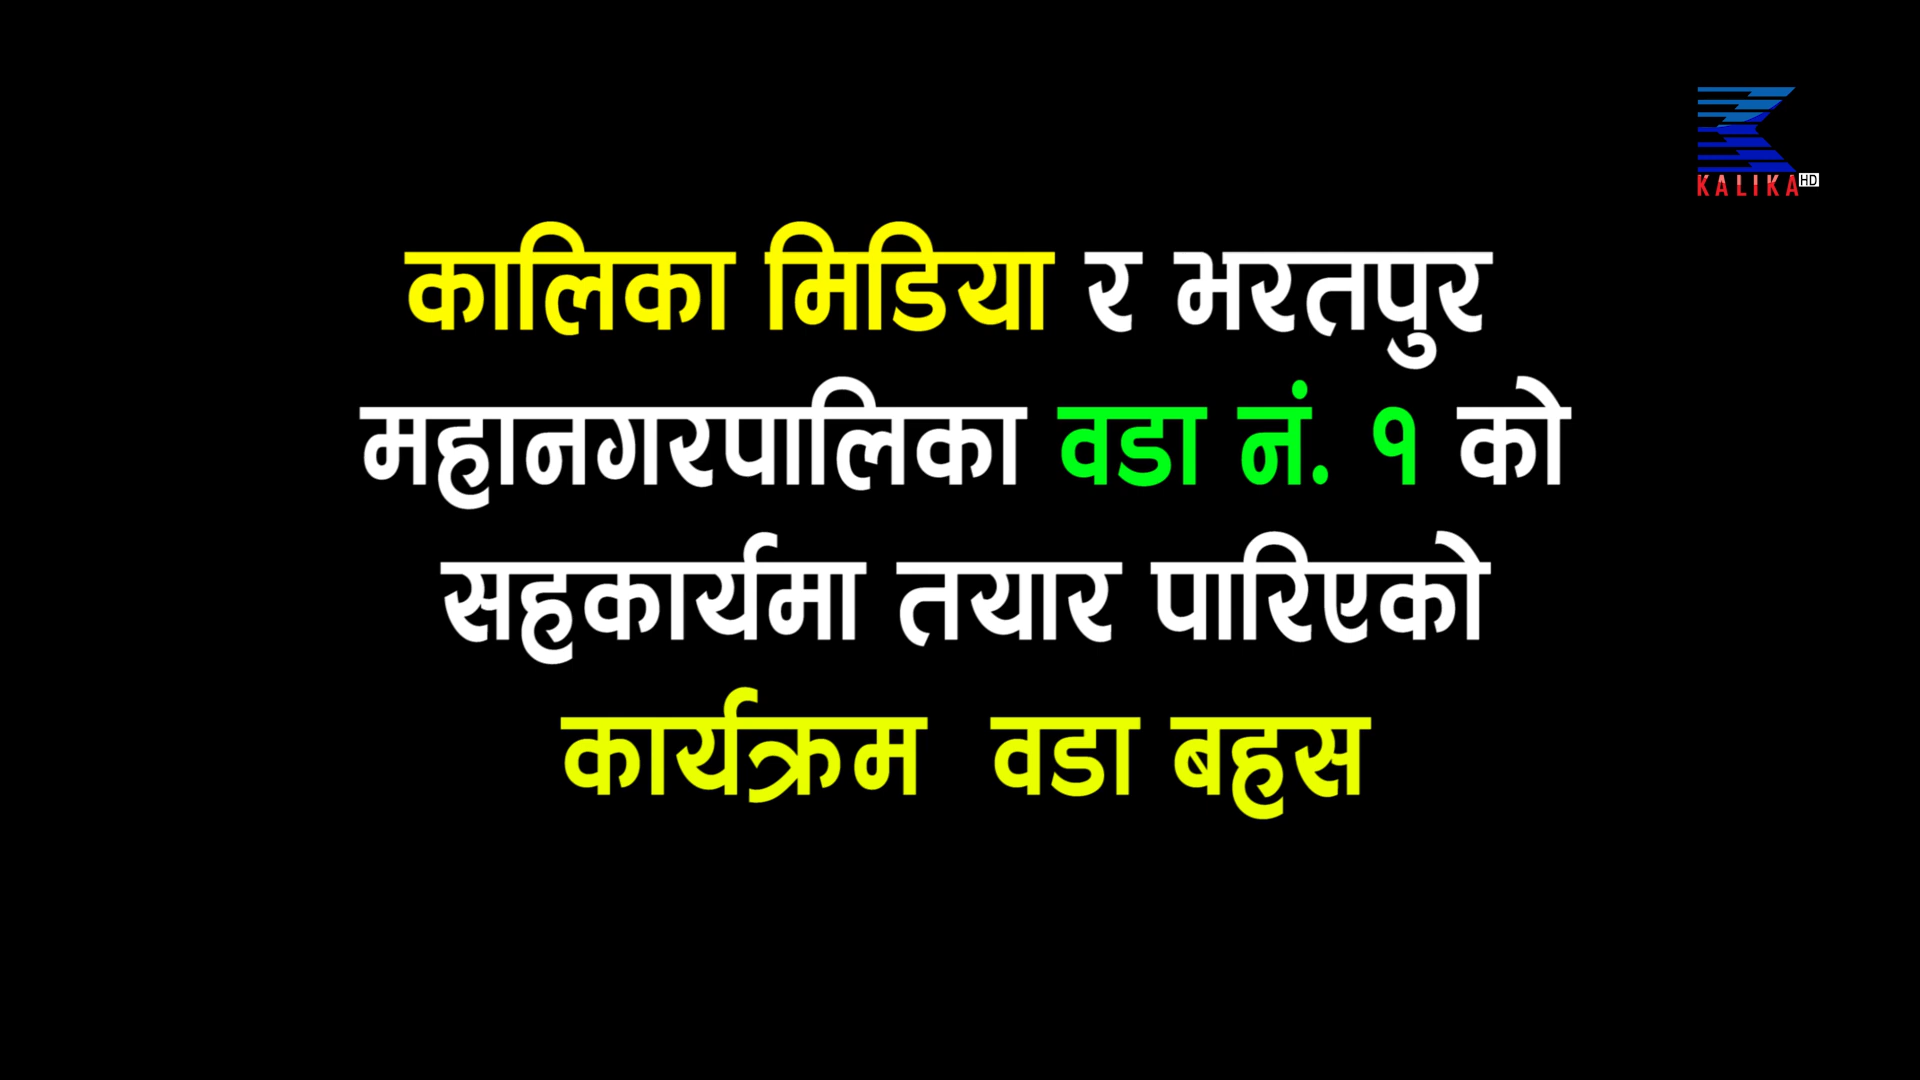 KALIKA HD
कालिका मिडिया र भरतपुर
महानगरपालिका वडा नं. १ को
सहकार्यमा तयार पारिएको
कार्यक्रम वडा बहस